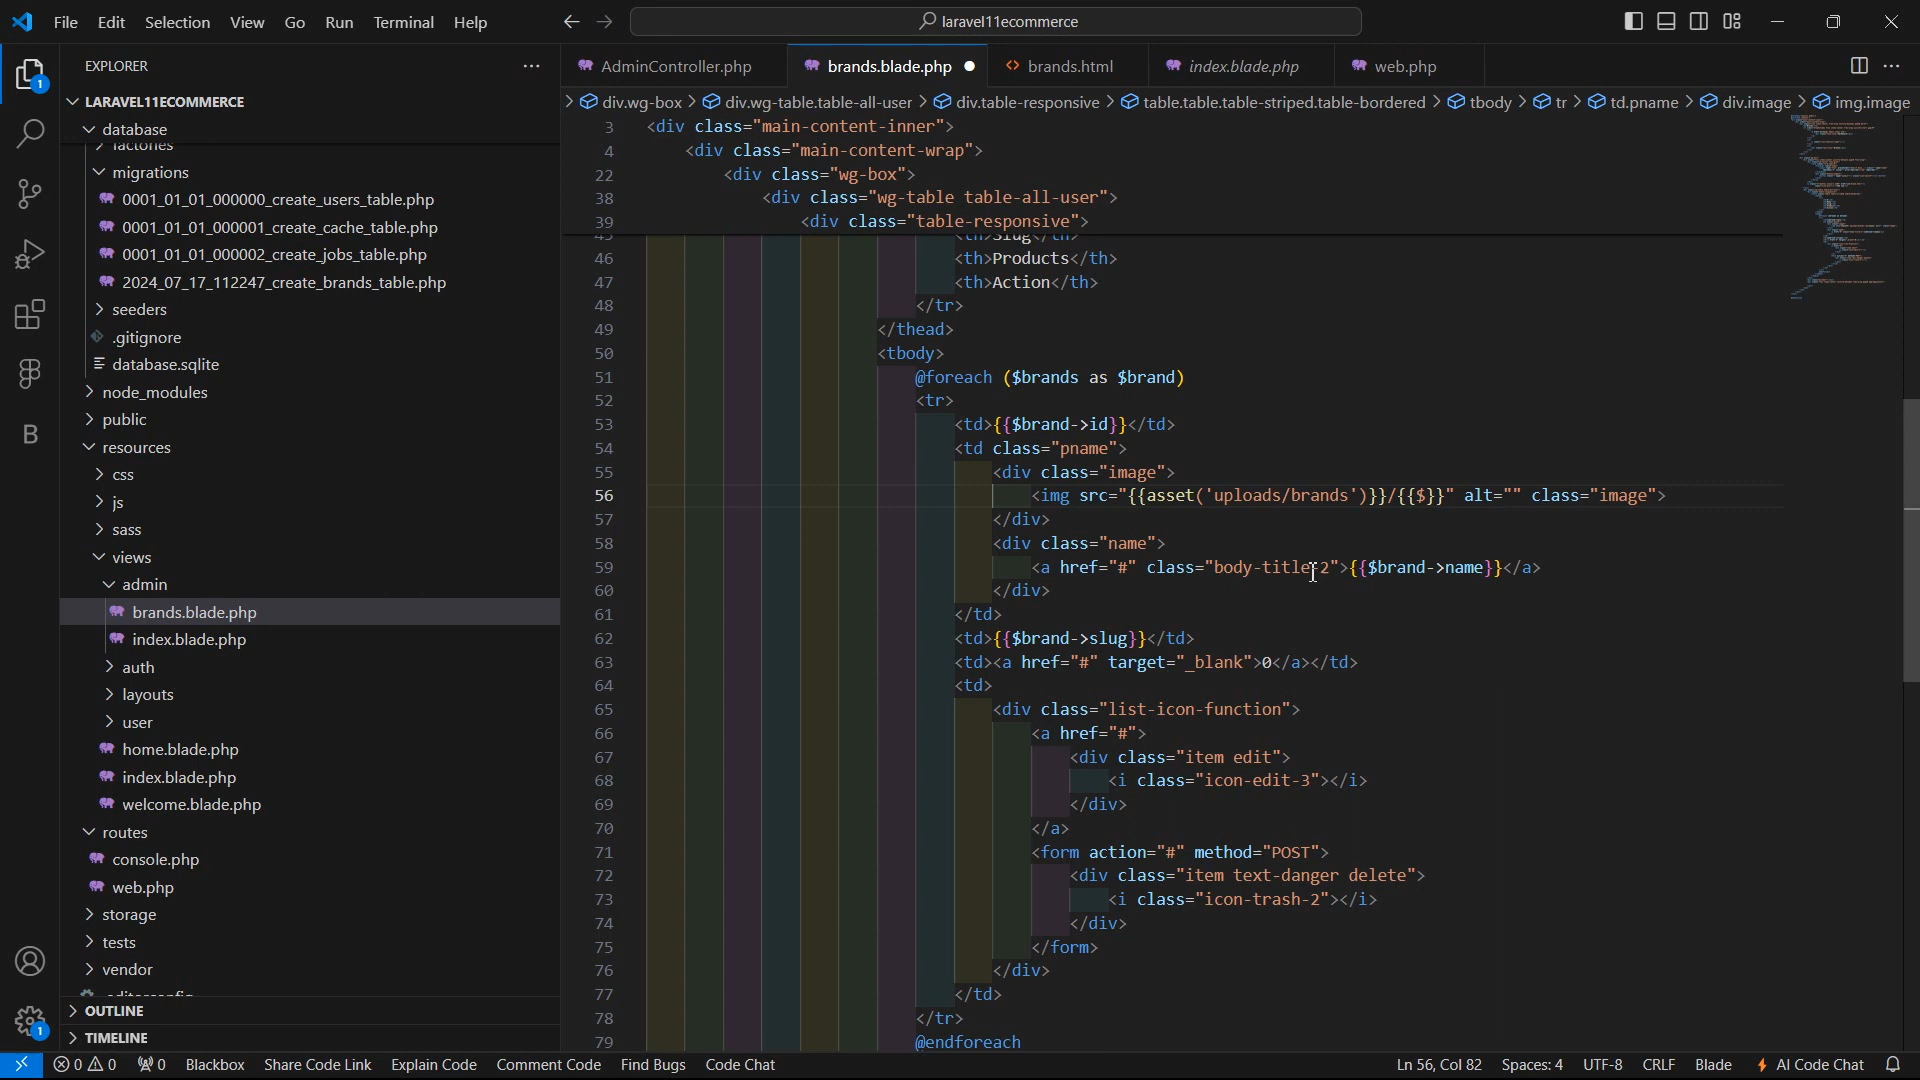 File Edit Selection View Go Run Terminal Help
laravel11ecommerce
EXPLORER
LARAVEL11ECOMMERCE
database
factories
migrations
0001_01_01_000000_create_users_table.php
0001_01_01_000001_create_cache_table.php
0001_01_01_000002_create_jobs_table.php
2024_07_17_112247_create_brands_table.php
seeders
.gitignore
database.sqlite
node_modules
public
resources
css
js
sass
views
admin
brands.blade.php
index.blade.php
auth
layouts
user
home.blade.php
index.blade.php
welcome.blade.php
routes
console.php
web.php
storage
tests
vendor
.editorconfig
OUTLINE
TIMELINE
AdminController.php brands.blade.php brands.html index.blade.php web.php
div.wg-box > div.wg-table.table-all-user > div.table-responsive > table.table.table-striped.table-bordered > tbody > tr > td.pname > div.image > img.image
3 <div class="main-content-inner">
4 <div class="main-content-wrap">
22 <div class="wg-box">
38 <div class="wg-table table-all-user">
39 <div class="table-responsive">
45 <th>Slug</th>
46 <th>Products</th>
47 <th>Action</th>
48 </tr>
49 </thead>
50 <tbody>
51 @foreach ($brands as $brand)
52 <tr>
53 <td>{{$brand->id}}</td>
54 <td class="pname">
55 <div class="image">
56 <img src="{{asset('uploads/brands')}}/{{$}}" alt="" class="image">
57 </div>
58 <div class="name">
59 <a href="#" class="body-title-2">{{$brand->name}}</a>
60 </div>
61 </td>
62 <td>{{$brand->slug}}</td>
63 <td><a href="#" target="_blank">0</a></td>
64 <td>
65 <div class="list-icon-function">
66 <a href="#">
67 <div class="item edit">
68 <i class="icon-edit-3"></i>
69 </div>
70 </a>
71 <form action="#" method="POST">
72 <div class="item text-danger delete">
73 <i class="icon-trash-2"></i>
74 </div>
75 </form>
76 </div>
77 </td>
78 </tr>
79 @endforeach
0 0 0 Blackbox Share Code Link Explain Code Comment Code Find Bugs Code Chat Ln 56, Col 82 Spaces: 4 UTF-8 CRLF Blade AI Code Chat